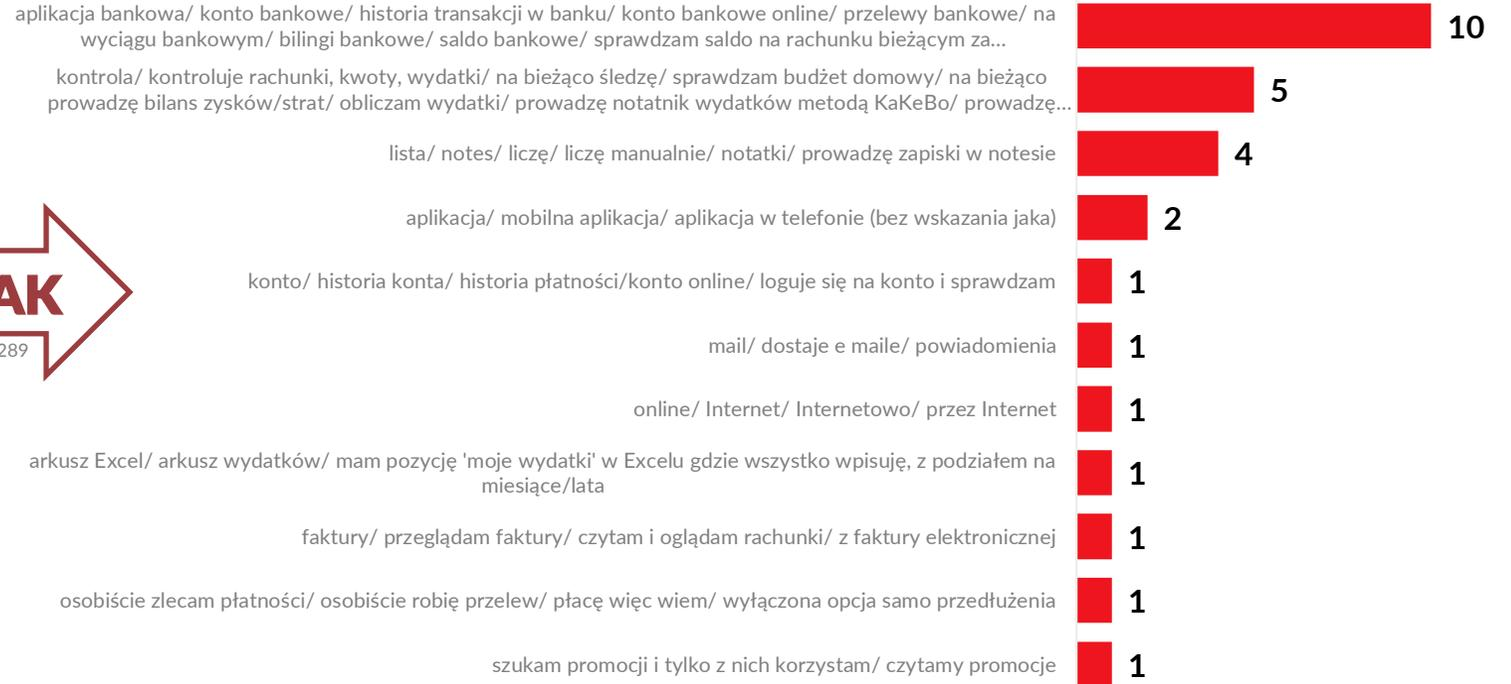 aplikacja bankowa/ konto bankowe/ historia transakcji w banku/ konto bankowe online/ przelewy bankowe/ na
wyciągu bankowym/ bilingi bankowe/ saldo bankowe/ sprawdzam saldo na rachunku bieżącym za...
10
kontrola/ kontroluje rachunki, kwoty, wydatki/ na bieżąco śledzę/ sprawdzam budżet domowy/ na bieżąco
prowadzę bilans zysków/strat/ obliczam wydatki/ prowadzę notatnik wydatków metodą KaKeBo/ prowadzę...
5
lista/ notes/ liczę/ liczę manualnie/ notatki/ prowadzę zapiski w notesie
4
aplikacja/ mobilna aplikacja/ aplikacja w telefonie (bez wskazania jaka)
2
AK
289
konto/ historia konta/ historia płatności/konto online/ loguje się na konto i sprawdzam
1
mail/ dostaje e maile/ powiadomienia
1
online/ Internet/ Internetowo/ przez Internet
1
arkusz Excel/ arkusz wydatków/ mam pozycję 'moje wydatki' w Excelu gdzie wszystko wpisuję, z podziałem na
miesiące/lata
1
faktury/ przeglądam faktury/ czytam i oglądam rachunki/ z faktury elektronicznej
1
osobiście zlecam płatności/ osobiście robię przelew/ płacę więc wiem/ wyłączona opcja samo przedłużenia
1
szukam promocji i tylko z nich korzystam/ czytamy promocje
1